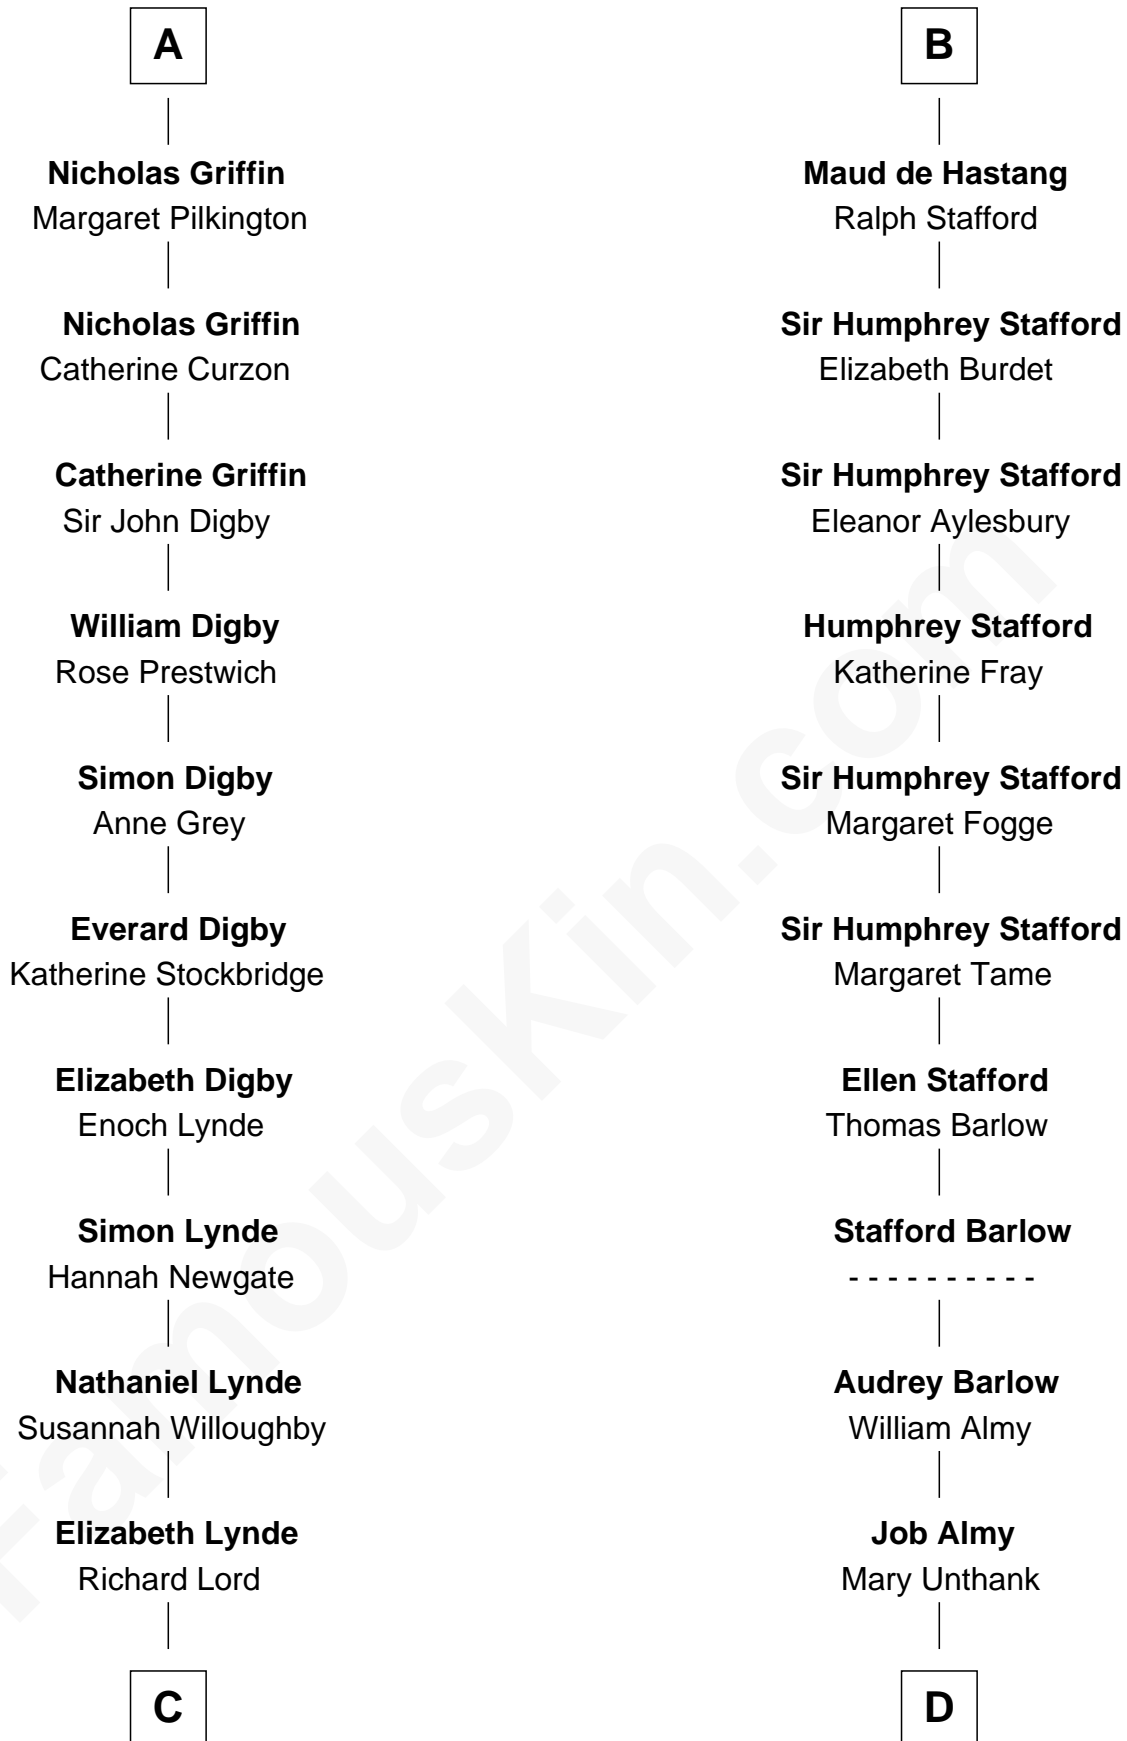 A
Nicholas Griffin
Margaret Pilkington
Nicholas Griffin
Catherine Curzon
Catherine Griffin
Sir John Digby
William Digby
Rose Prestwich
Simon Digby
Anne Grey
Everard Digby
Katherine Stockbridge
Elizabeth Digby
Enoch Lynde
Simon Lynde
Hannah Newgate
Nathaniel Lynde
Susannah Willoughby
Elizabeth Lynde
Richard Lord
C
B
Maud de Hastang
Ralph Stafford
Sir Humphrey Stafford
Elizabeth Burdet
Sir Humphrey Stafford
Eleanor Aylesbury
Humphrey Stafford
Katherine Fray
Sir Humphrey Stafford
Margaret Fogge
Sir Humphrey Stafford
Margaret Tame
Ellen Stafford
Thomas Barlow
Stafford Barlow
- - - - - - - - - -
Audrey Barlow
William Almy
Job Almy
Mary Unthank
D
FamousKin.com